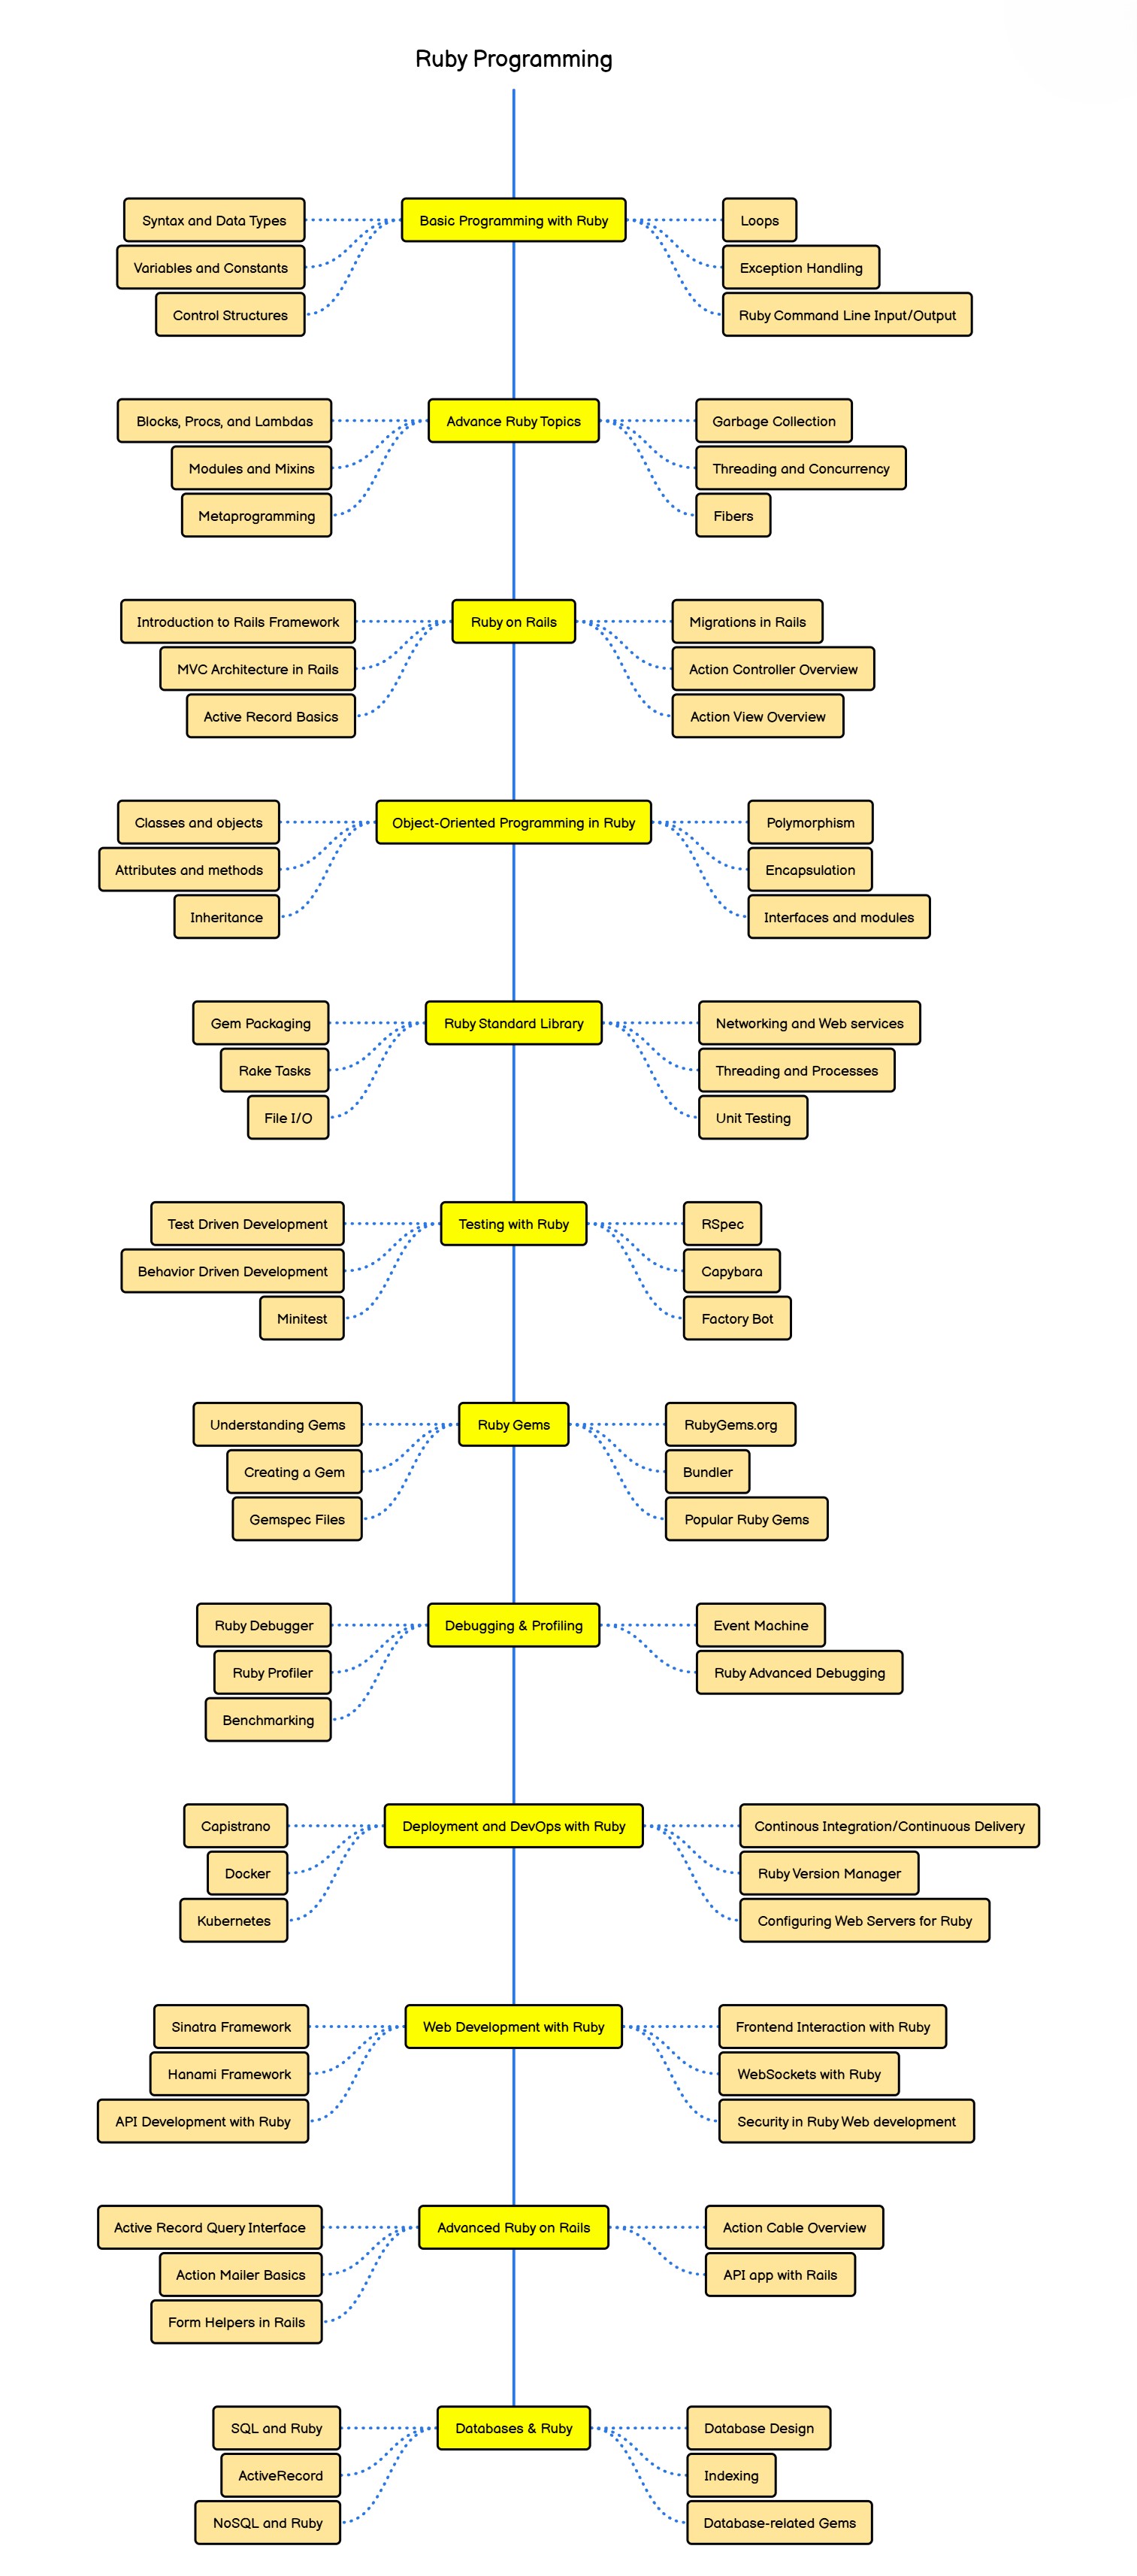 Ruby Programming
Syntax and Data Types
Basic Programming with Ruby
Loops
Variables and Constants
Exception Handling
Control Structures
Ruby Command Line Input/Output
Blocks, Procs, and Lambdas
Advance Ruby Topics
Garbage Collection
Modules and Mixins
Threading and Concurrency
Metaprogramming
Fibers
Introduction to Rails Framework
Ruby on Rails
Migrations in Rails
MVC Architecture in Rails
Action Controller Overview
Active Record Basics
Action View Overview
Classes and objects
Object-Oriented Programming in Ruby
Polymorphism
Attributes and methods
Encapsulation
Inheritance
Interfaces and modules
Gem Packaging
Ruby Standard Library
Networking and Web services
Rake Tasks
Threading and Processes
File I/O
Unit Testing
Test Driven Development
Testing with Ruby
RSpec
Behavior Driven Development
Capybara
Minitest
Factory Bot
Understanding Gems
Ruby Gems
RubyGems.org
Creating a Gem
Bundler
Gemspec Files
Popular Ruby Gems
Ruby Debugger
Debugging & Profiling
Event Machine
Ruby Profiler
Ruby Advanced Debugging
Benchmarking
Capistrano
Deployment and DevOps with Ruby
Continous Integration/Continuous Delivery
Docker
Ruby Version Manager
Kubernetes
Configuring Web Servers for Ruby
Sinatra Framework
Web Development with Ruby
Frontend Interaction with Ruby
Hanami Framework
WebSockets with Ruby
API Development with Ruby
Security in Ruby Web development
Active Record Query Interface
Advanced Ruby on Rails
Action Cable Overview
Action Mailer Basics
API app with Rails
Form Helpers in Rails
SQL and Ruby
Databases & Ruby
Database Design
ActiveRecord
Indexing
NoSQL and Ruby
Database-related Gems